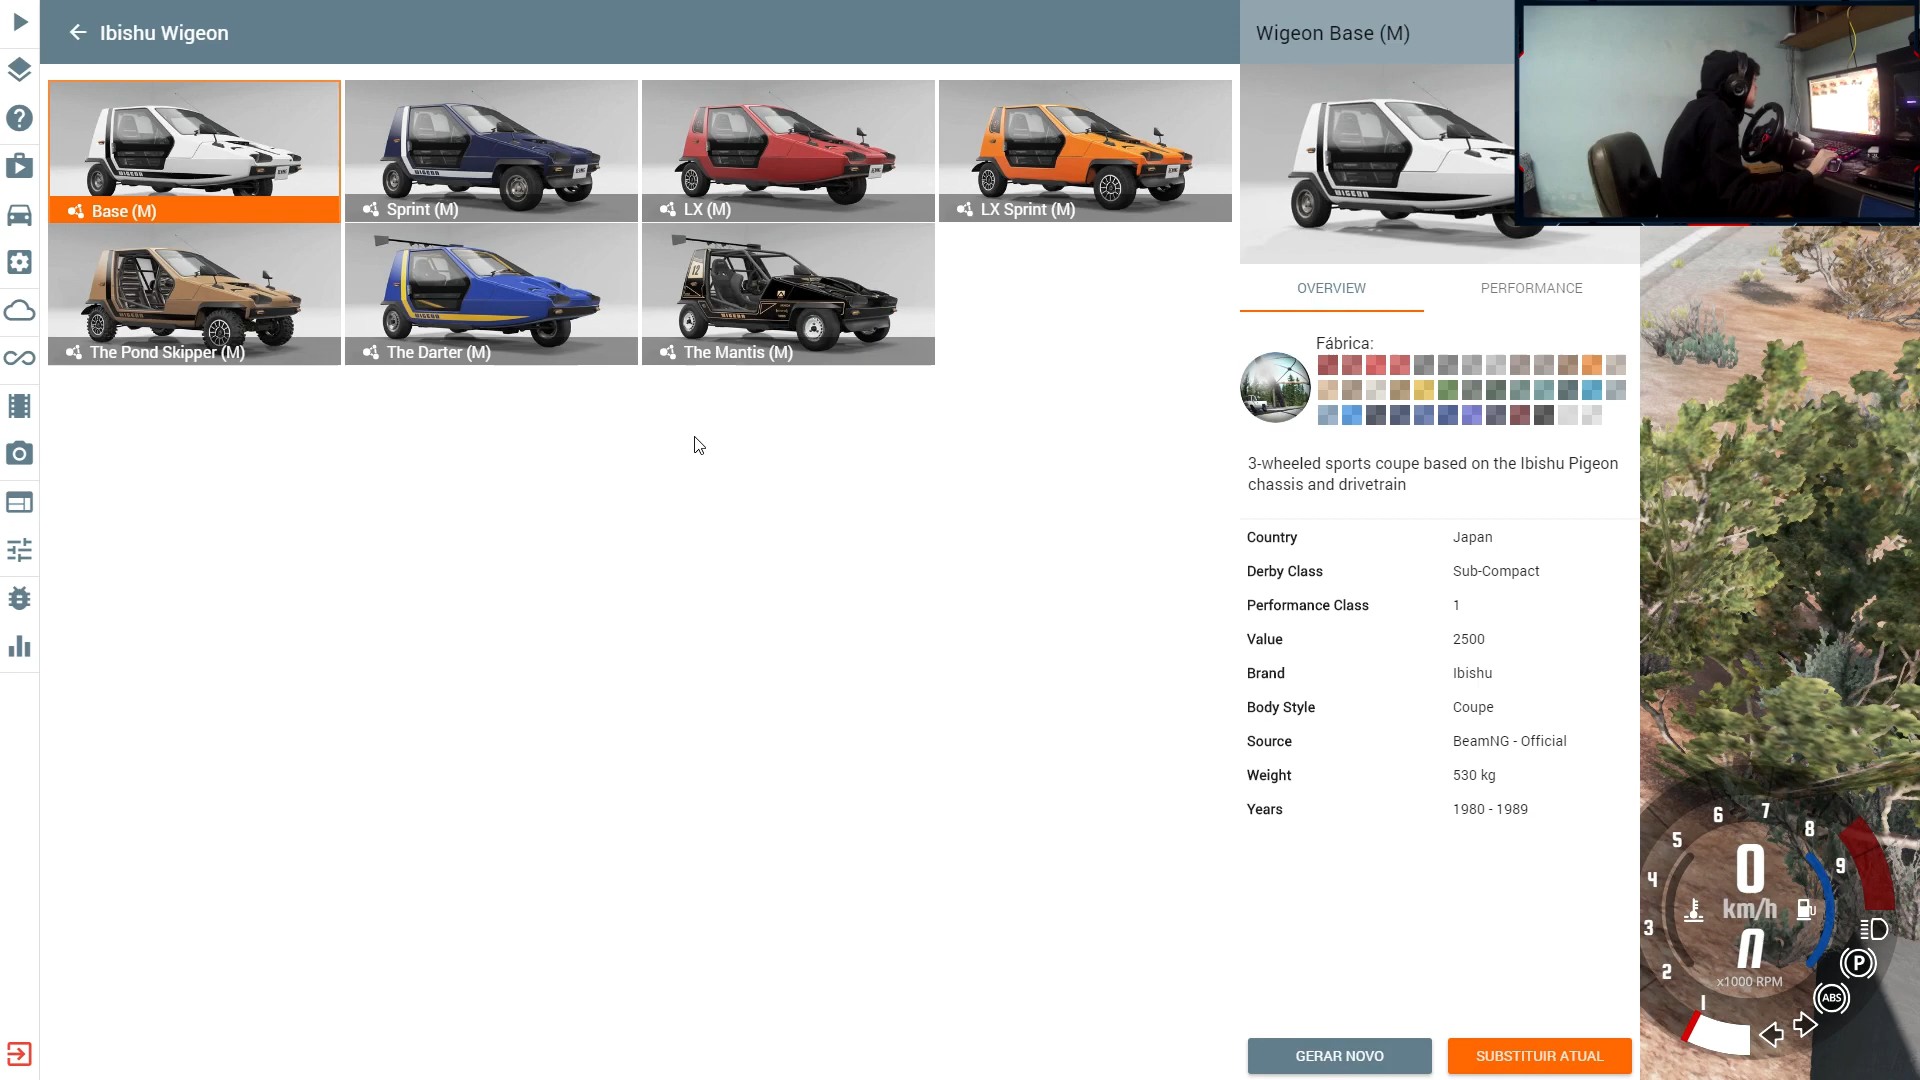 Ibishu Wigeon
Wigeon Base (M)
Base (M)
Sprint (M)
LX (M)
LX Sprint (M)
The Pond Skipper (M)
The Darter (M)
The Mantis (M)
OVERVIEW
PERFORMANCE
Fábrica:
3-wheeled sports coupe based on the Ibishu Pigeon
chassis and drivetrain
Country Japan
Derby Class Sub-Compact
Performance Class 1
Value 2500
Brand Ibishu
Body Style Coupe
Source BeamNG - Official
Weight 530 kg
Years 1980 - 1989
GERAR NOVO
SUBSTITUIR ATUAL
1
2
3
4
5
6
7
8
9
0
km/h
n
x1000 RPM
P
ABS